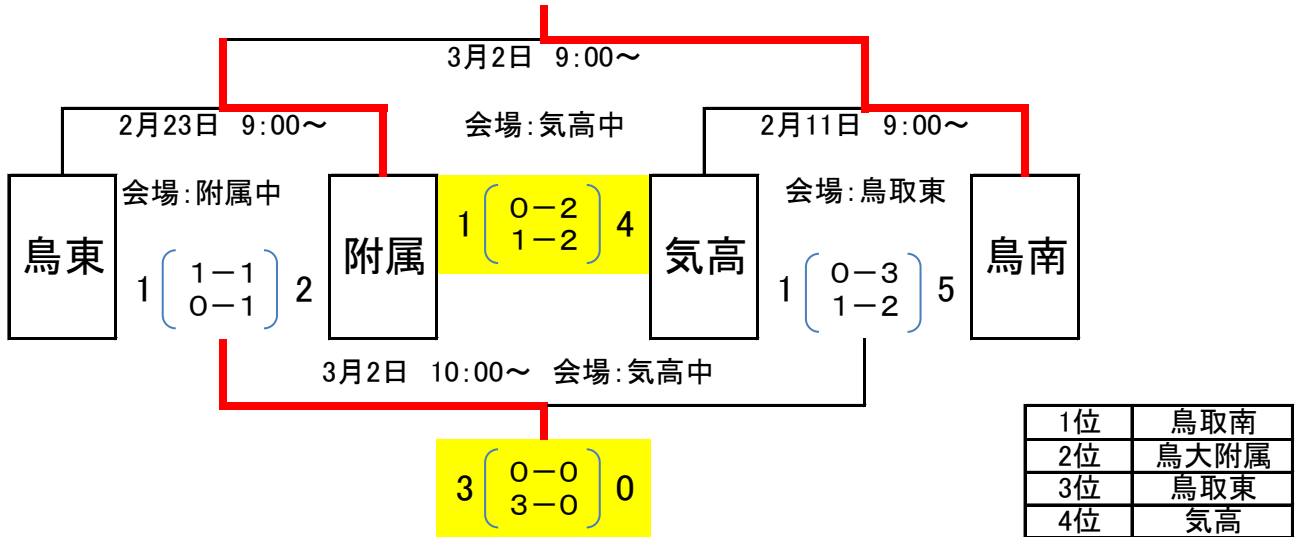 3月2日 9:00～
2月23日 9:00～
会場:気高中
2月11日 9:00～
会場:附属中
会場:鳥取東
鳥東
附属
気高
鳥南
1 0－2 4
1－2
1 1－1 2
0－1
1 0－3 5
1－2
3月2日 10:00～ 会場:気高中
3 0－0 0
3－0
1位 鳥取南
2位 鳥大附属
3位 鳥取東
4位 気高